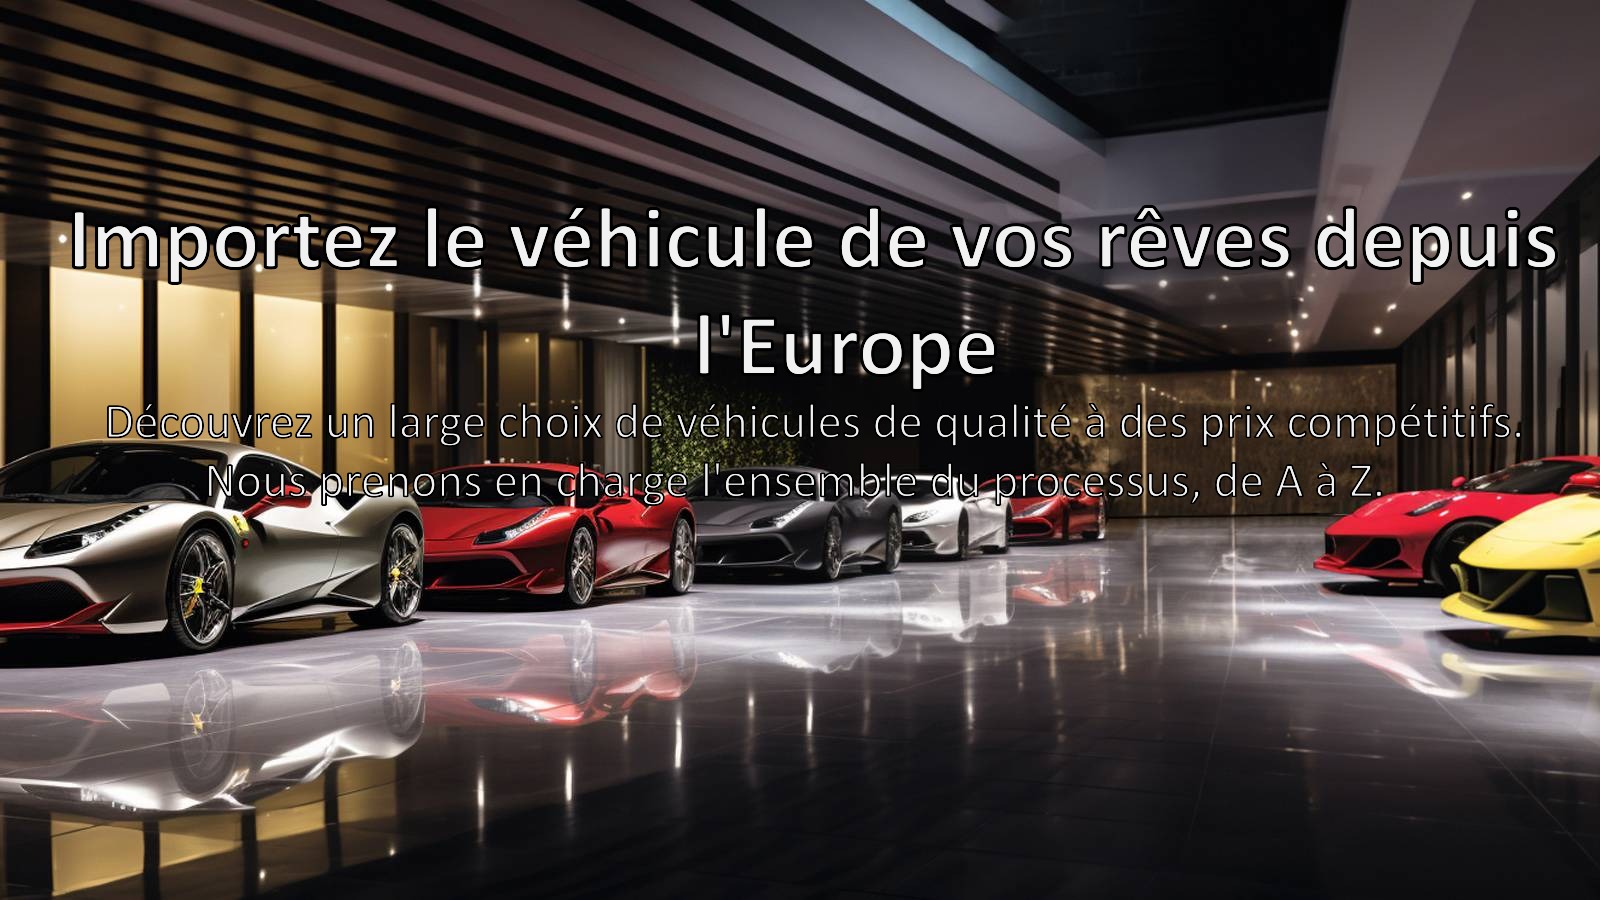 Importez le véhicule de vos rêves depuis
l'Europe
Découvrez un large choix de véhicules de qualité à des prix compétitifs.
Nous prenons en charge l'ensemble du processus, de A à Z.